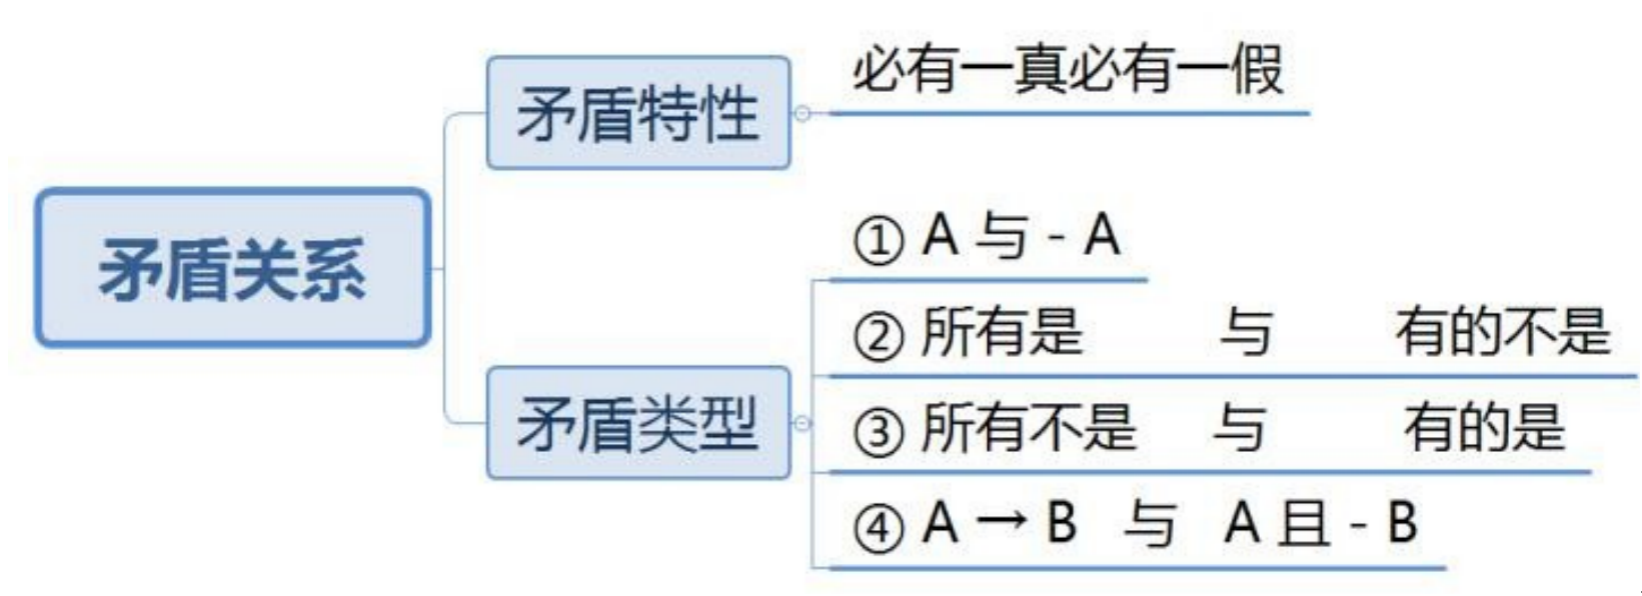 矛盾关系
矛盾特性
必有一真必有一假
矛盾类型
① A 与 - A
② 所有是 与 有的不是
③ 所有不是 与 有的是
④ A → B 与 A 且 - B